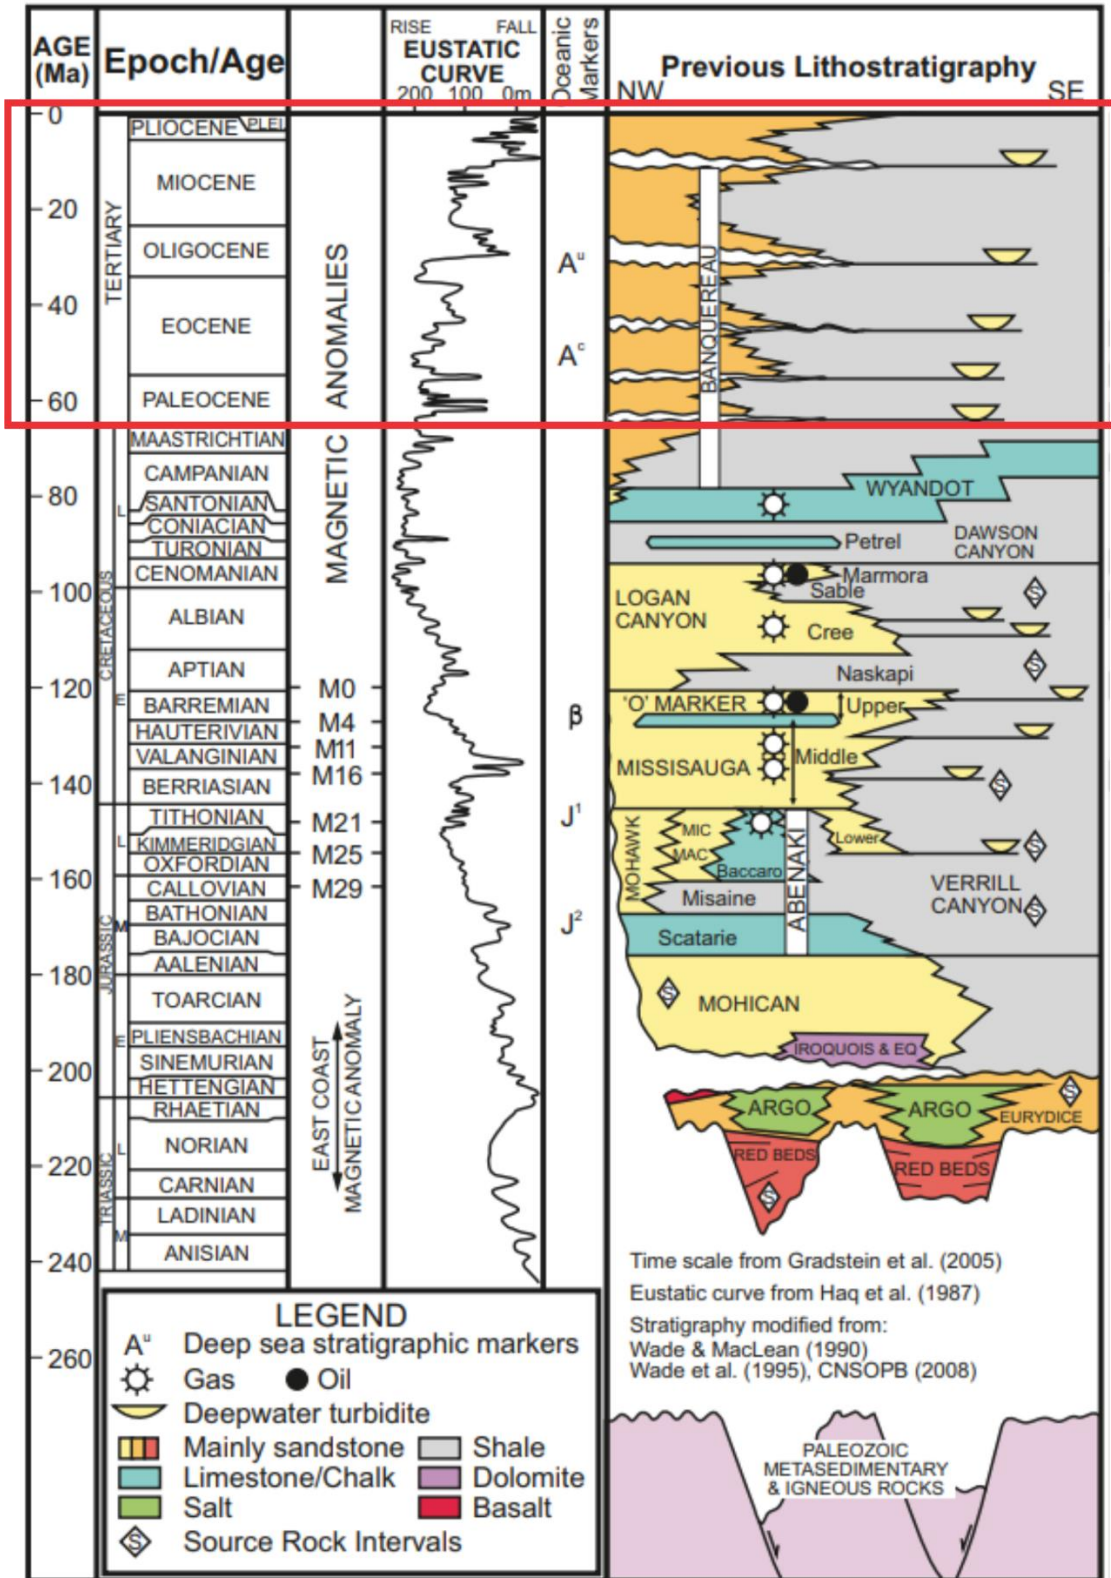 AGE
(Ma)
Epoch/Age
RISE FALL
EUSTATIC
CURVE
200 100 0m
Oceanic
Markers
Previous Lithostratigraphy
NW SE
0
20
40
60
80
100
120
140
160
180
200
220
240
260
TERTIARY
CRETACEOUS
JURASSIC
TRIASSIC
L
E
L
M
E
L
M
PLIOCENE PLEI.
MIOCENE
OLIGOCENE
EOCENE
PALEOCENE
MAASTRICHTIAN
CAMPANIAN
SANTONIAN
CONIACIAN
TURONIAN
CENOMANIAN
ALBIAN
APTIAN
BARREMIAN
HAUTERIVIAN
VALANGINIAN
BERRIASIAN
TITHONIAN
KIMMERIDGIAN
OXFORDIAN
CALLOVIAN
BATHONIAN
BAJOCIAN
AALENIAN
TOARCIAN
PLIENSBACHIAN
SINEMURIAN
HETTENGIAN
RHAETIAN
NORIAN
CARNIAN
LADINIAN
ANISIAN
MAGNETIC ANOMALIES
M0
M4
M11
M16
M21
M25
M29
EAST COAST
MAGNETIC ANOMALY
Aᵘ
Aᶜ
β
J¹
J²
BANQUEREAU
WYANDOT
Petrel
DAWSON
CANYON
Marmora
Sable
LOGAN
CANYON
Cree
Naskapi
'O' MARKER
Upper
Middle
MISSISAUGA
MOHAWK
MIC
MAC
Baccaro
ABENAKI
Lower
Misaine
VERRILL
CANYON
Scatarie
MOHICAN
IROQUOIS & EQ
ARGO
ARGO
EURYDICE
RED BEDS
RED BEDS
S
S
S
S
S
S
S
S
Time scale from Gradstein et al. (2005)
Eustatic curve from Haq et al. (1987)
Stratigraphy modified from:
Wade & MacLean (1990)
Wade et al. (1995), CNSOPB (2008)
PALEOZOIC
METASEDIMENTARY
& IGNEOUS ROCKS
LEGEND
Aᵘ Deep sea stratigraphic markers
Gas Oil
Deepwater turbidite
Mainly sandstone Shale
Limestone/Chalk Dolomite
Salt Basalt
S Source Rock Intervals